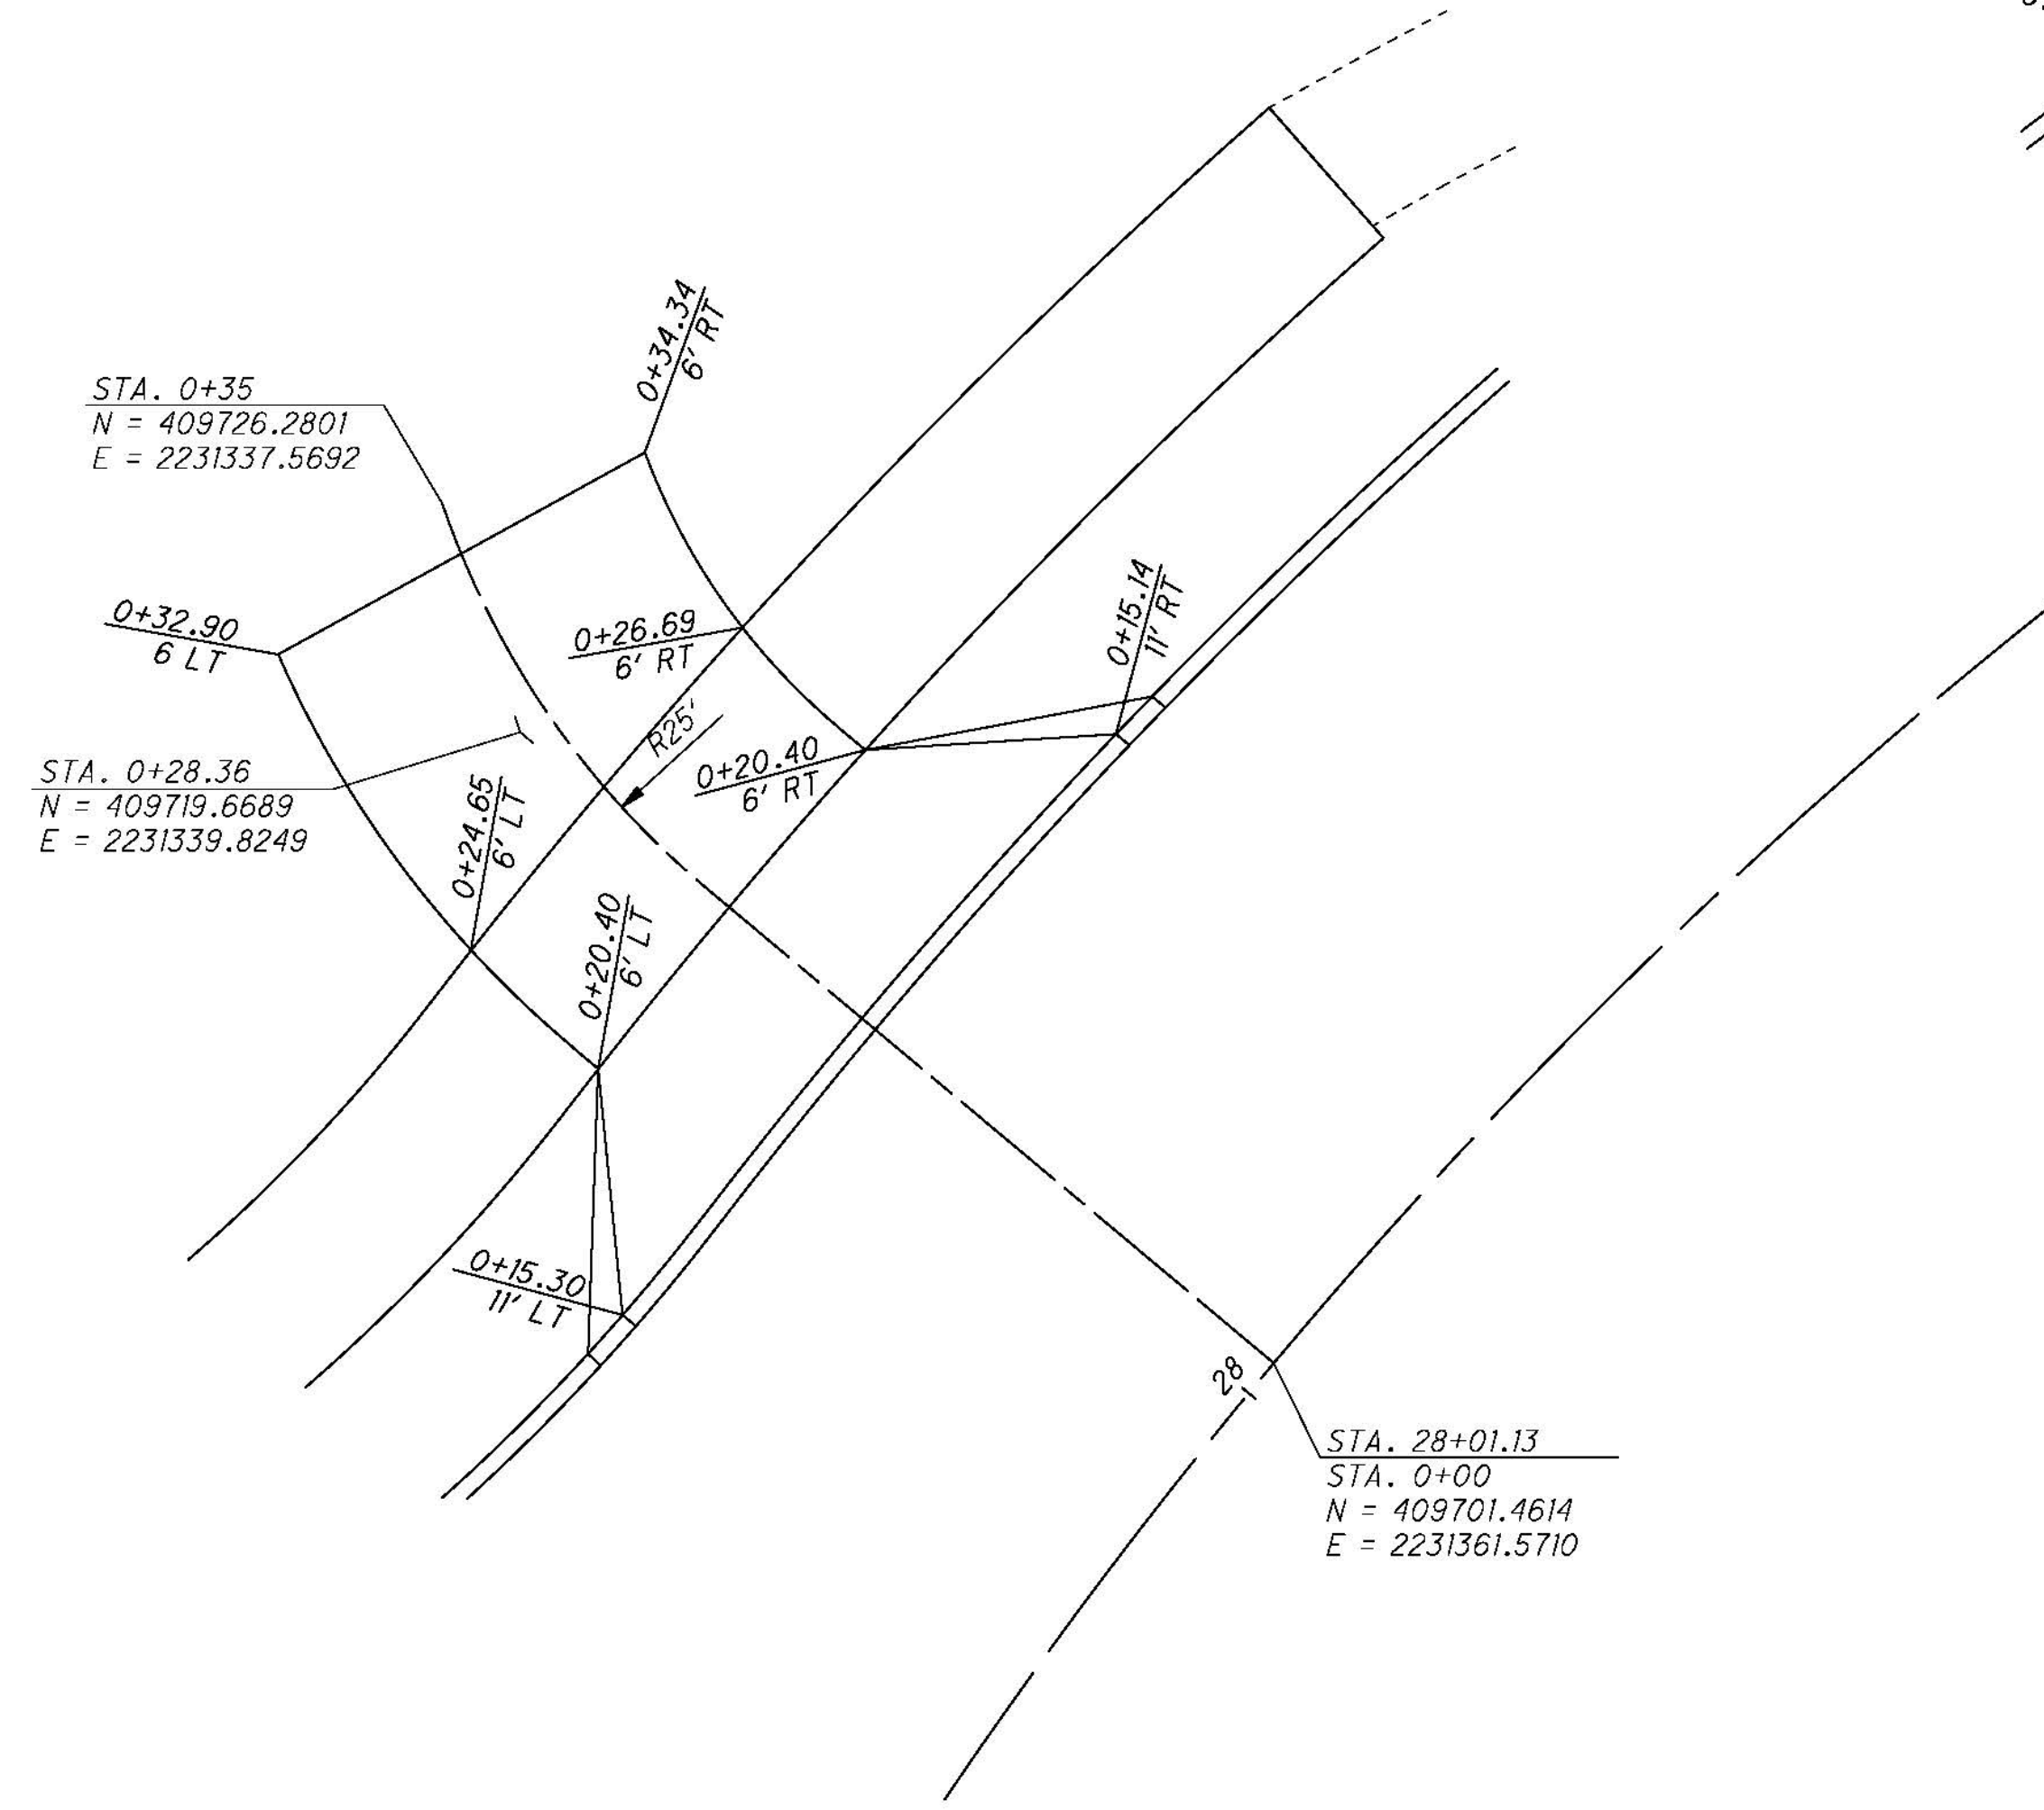 0+34.34
6' RT
STA. 0+35
N = 409726.2801
E = 2231337.5692
0+15.14
11' RT
0+32.90
6 LT
0+26.69
6' RT
R25'
0+20.40
6' RT
STA. 0+28.36
N = 409719.6689
E = 2231339.8249
0+24.65
6' LT
0+20.40
6' LT
0+15.30
11' LT
28
STA. 28+01.13
STA. 0+00
N = 409701.4614
E = 2231361.5710